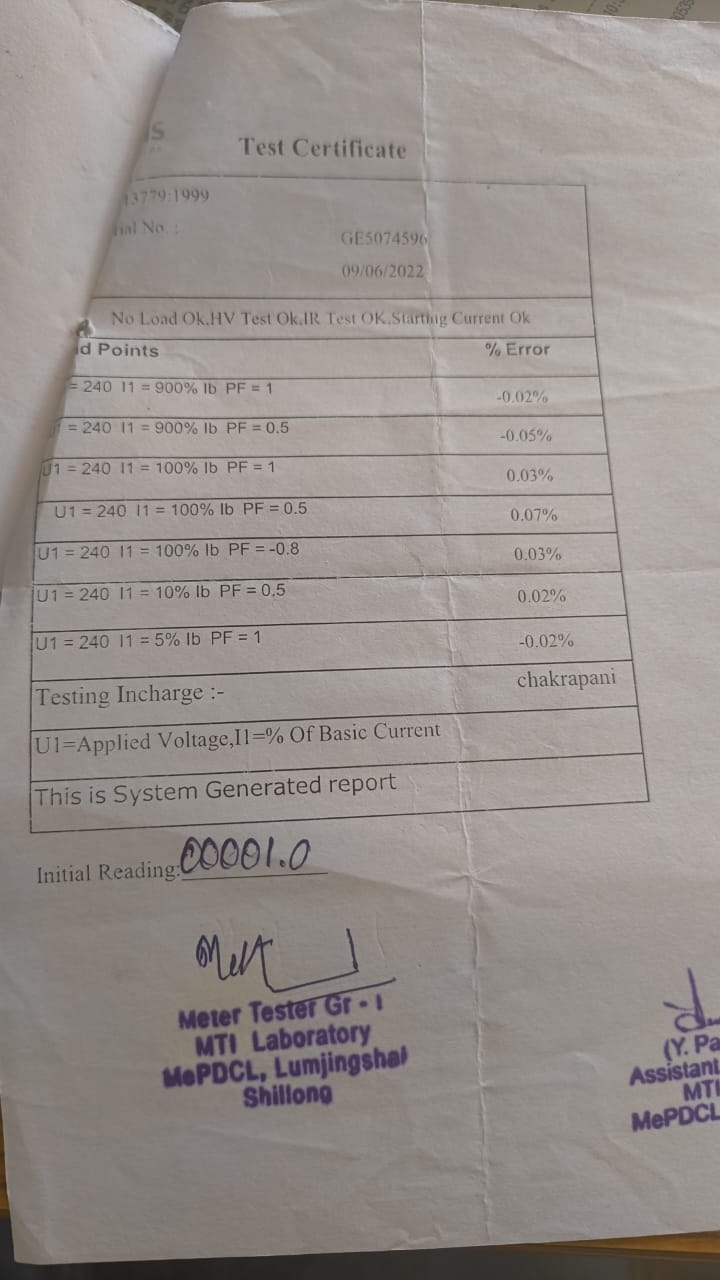 Test Certificate
13779:1999
ial No. :
GE5074596
09/06/2022
No Load Ok,HV Test Ok,IR Test OK,Starting Current Ok
d Points % Error
= 240 I1 = 900% Ib PF = 1 -0.02%
= 240 I1 = 900% Ib PF = 0.5 -0.05%
U1 = 240 I1 = 100% Ib PF = 1 0.03%
U1 = 240 I1 = 100% Ib PF = 0.5 0.07%
U1 = 240 I1 = 100% Ib PF = -0.8 0.03%
U1 = 240 I1 = 10% Ib PF = 0.5 0.02%
U1 = 240 I1 = 5% Ib PF = 1 -0.02%
Testing Incharge :- chakrapani
U1=Applied Voltage,I1=% Of Basic Current
This is System Generated report
Initial Reading: 00001.0
Meter Tester Gr - I
MTI Laboratory
MePDCL, Lumjingshai
Shillong
(Y. Pa
Assistant
MTI
MePDCL